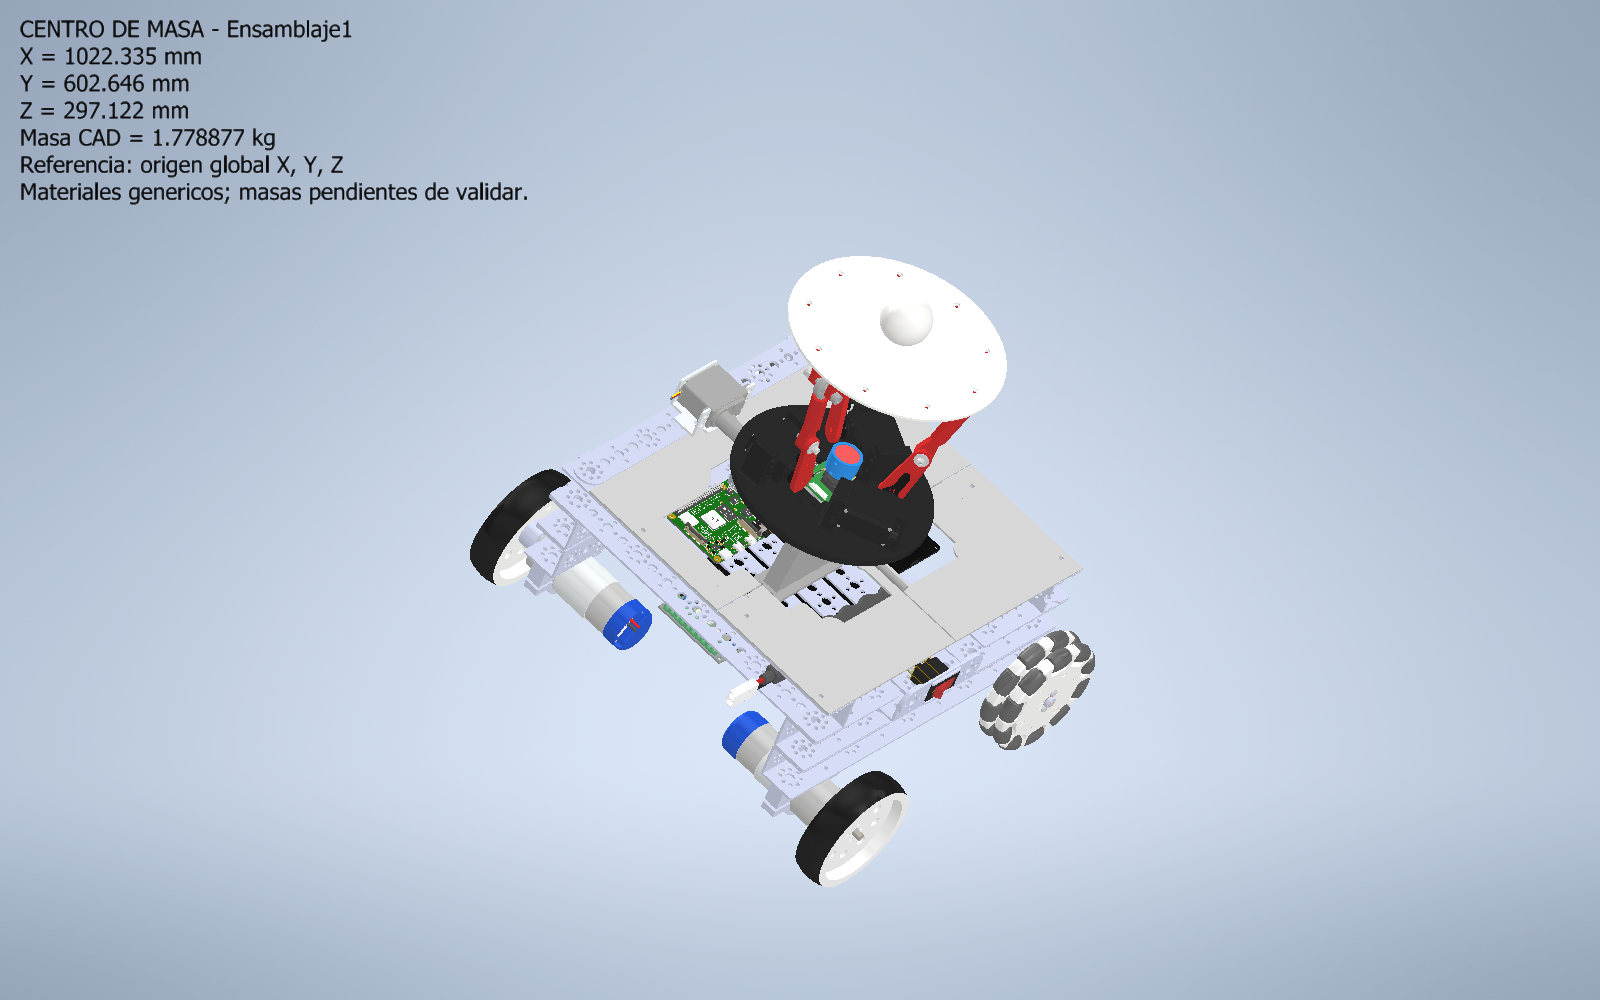 CENTRO DE MASA - Ensamblaje1
X = 1022.335 mm
Y = 602.646 mm
Z = 297.122 mm
Masa CAD = 1.778877 kg
Referencia: origen global X, Y, Z
Materiales genericos; masas pendientes de validar.